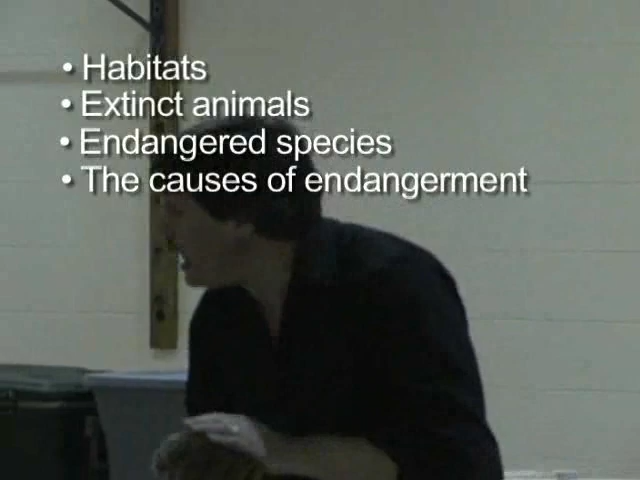 • Habitats
• Extinct animals
• Endangered species
• The causes of endangerment